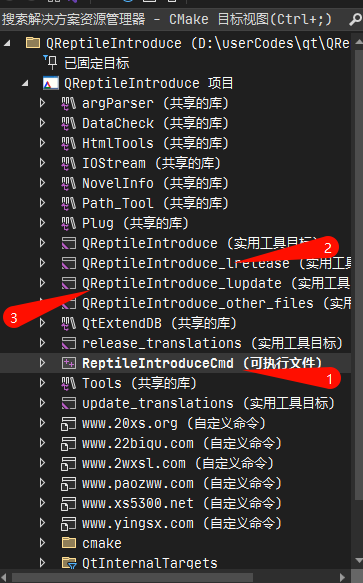 搜索解决方案资源管理器 - CMake 目标视图(Ctrl+;)
QReptileIntroduce (D:\userCodes\qt\QRe
已固定目标
QReptileIntroduce 项目
argParser (共享的库)
DataCheck (共享的库)
HtmlTools (共享的库)
IOStream (共享的库)
NovelInfo (共享的库)
Path_Tool (共享的库)
Plug (共享的库)
QReptileIntroduce (实用工具目标)
2
QReptileIntroduce_lrelease (实用工具
QReptileIntroduce_lupdate (实用工具
3
QReptileIntroduce_other_files (实用
QtExtendDB (共享的库)
release_translations (实用工具目标)
ReptileIntroduceCmd (可执行文件)
1
Tools (共享的库)
update_translations (实用工具目标)
www.20xs.org (自定义命令)
www.22biqu.com (自定义命令)
www.2wxsl.com (自定义命令)
www.paozww.com (自定义命令)
www.xs5300.net (自定义命令)
www.yingsx.com (自定义命令)
cmake
QtInternalTargets